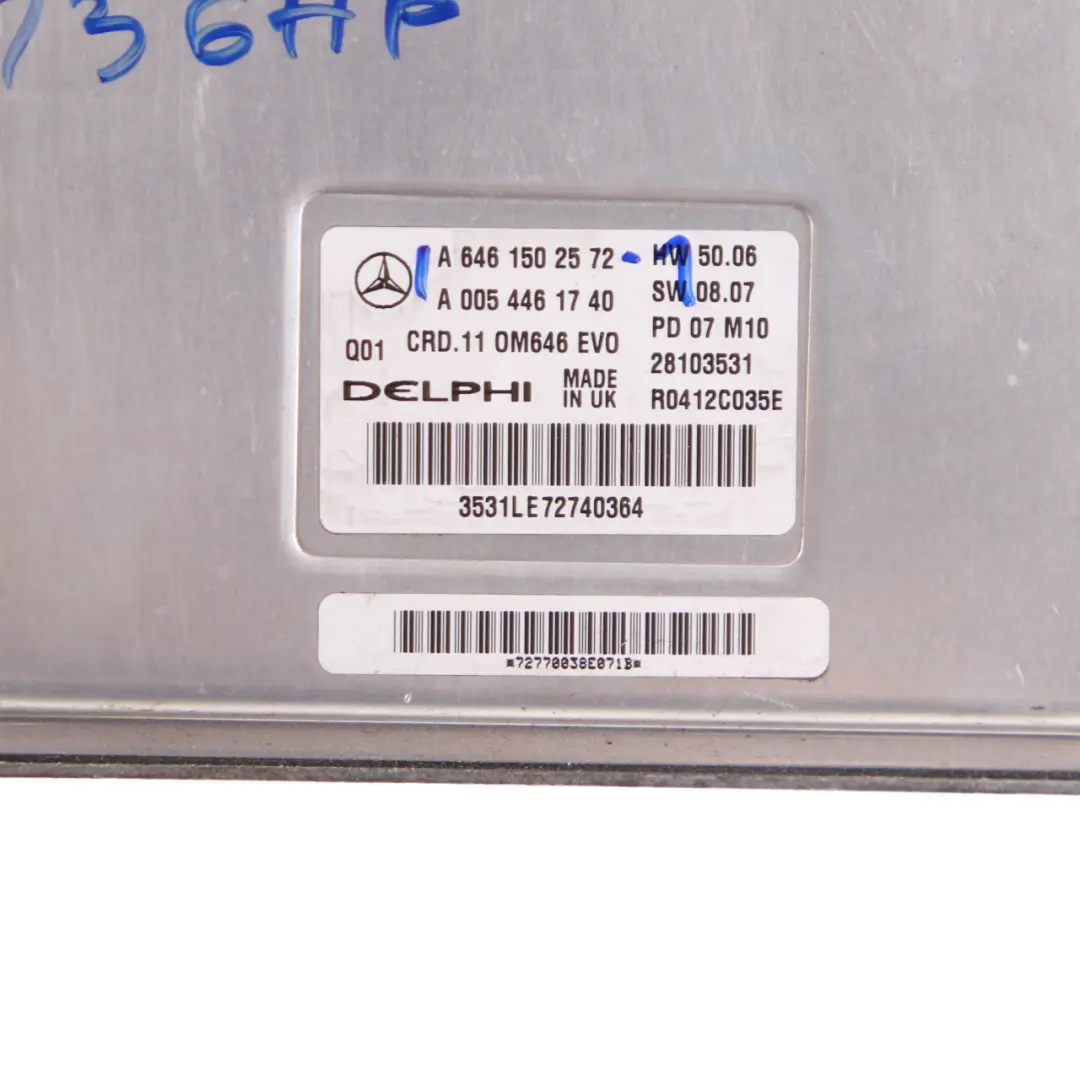 736HP
A 646 150 25 72 - 1 HW 50.06
A 005 446 17 40 SW 08.07
PD 07 M10
Q01 CRD.11 OM646 EVO
28103531
DELPHI MADE IN UK R0412C035E
3531LE72740364
*72770038E071B*